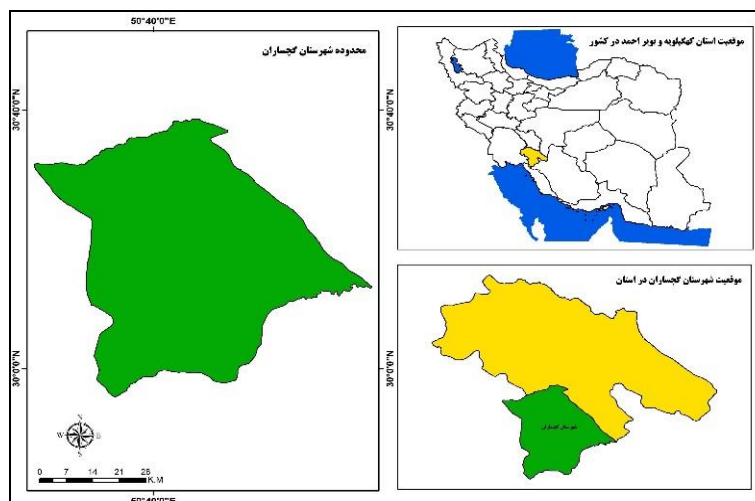 50°40'0"E
محدوده شهرستان گچساران
30°40'0"N
30°40'0"N
30°0'0"N
30°0'0"N
N
W
E
S
0 7 14 21 28
K.M
50°40'0"E
موقعیت استان کهگیلویه و بویر احمد در کشور
موقعیت شهرستان گچساران در استان
شهرستان گچساران